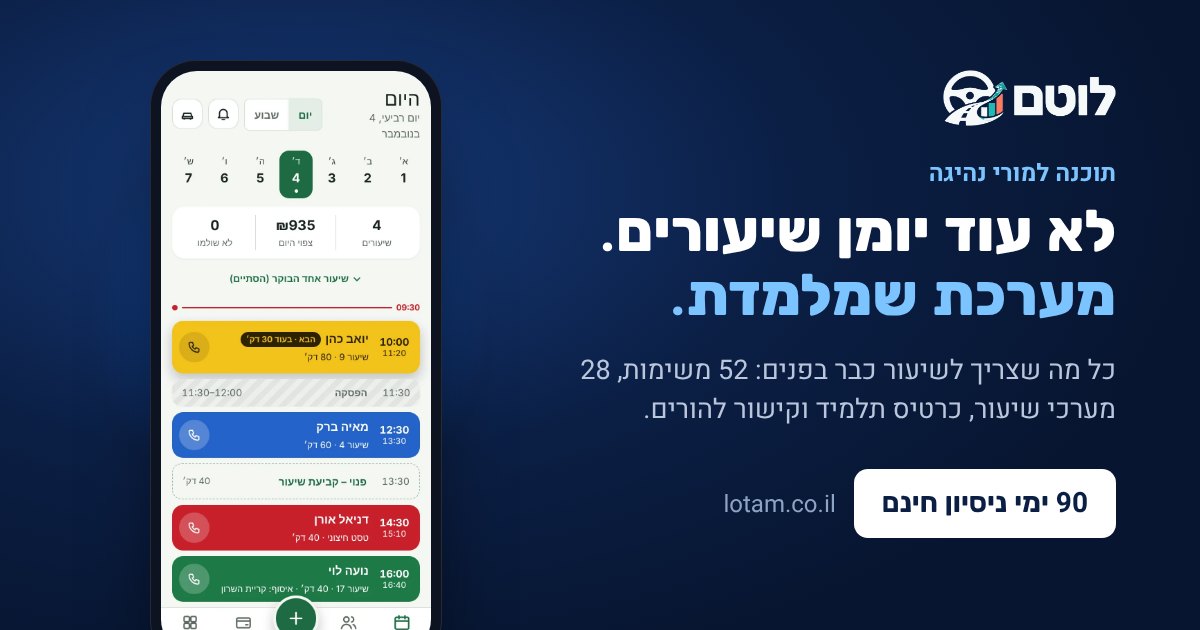 לוטם
תוכנה למורי נהיגה
לא עוד יומן שיעורים.
מערכת שמלמדת.
כל מה שצריך לשיעור כבר בפנים: 52 משימות, 28
מערכי שיעור, כרטיס תלמיד וקישור להורים.
90 ימי ניסיון חינם
lotam.co.il
היום
יום רביעי, 4
בנובמבר
יום שבוע
א׳ ב׳ ג׳ ד׳ ה׳ ו׳ ש׳
1 2 3 4 5 6 7
4 ₪935 0
שיעורים צפוי היום לא שולמו
שיעור אחד הבוקר (הסתיים)
09:30
10:00 יואב כהן הבא · בעוד 30 דק׳
11:20 שיעור 9 · 80 דק׳
11:30 הפסקה 11:30–12:00
12:30 מאיה ברק
13:30 שיעור 4 · 60 דק׳
13:30 פנוי – קביעת שיעור 40 דק׳
14:30 דניאל אורן
15:10 טסט חיצוני · 40 דק׳
16:00 נועה לוי
16:40 שיעור 17 · 40 דק׳ · איסוף: קריית השרון